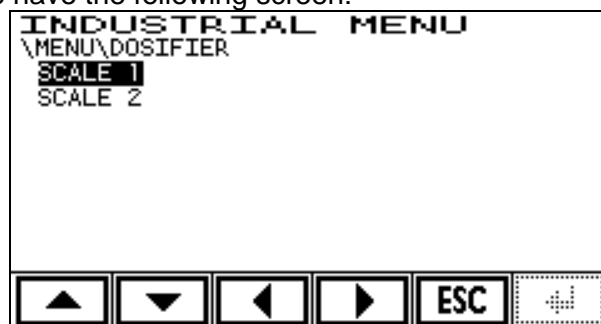 have the following screen:
INDUSTRIAL MENU
\MENU\DOSIFIER
SCALE 1
SCALE 2
ESC